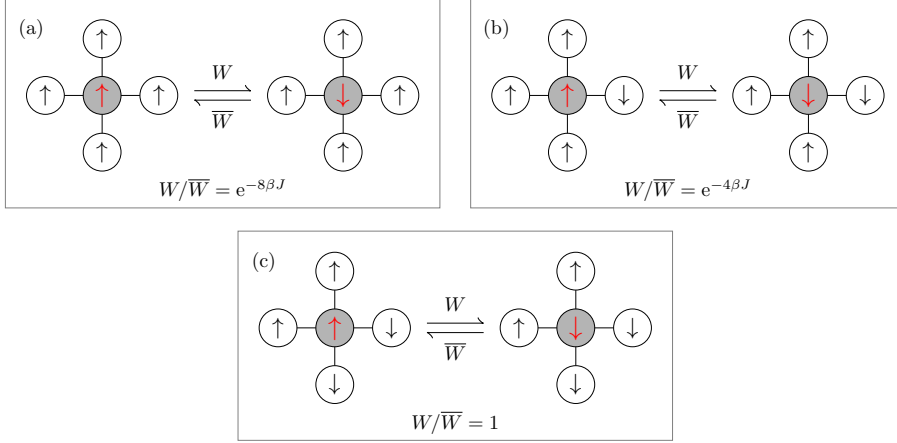 (a)
↑
↑ ↑ ↑
↑
W
W̅
↑
↑ ↓ ↑
↑
W/W̅ = e^{−8βJ}
(b)
↑
↑ ↑ ↓
↑
W
W̅
↑
↑ ↓ ↓
↑
W/W̅ = e^{−4βJ}
(c)
↑
↑ ↑ ↓
↓
W
W̅
↑
↑ ↓ ↓
↓
W/W̅ = 1